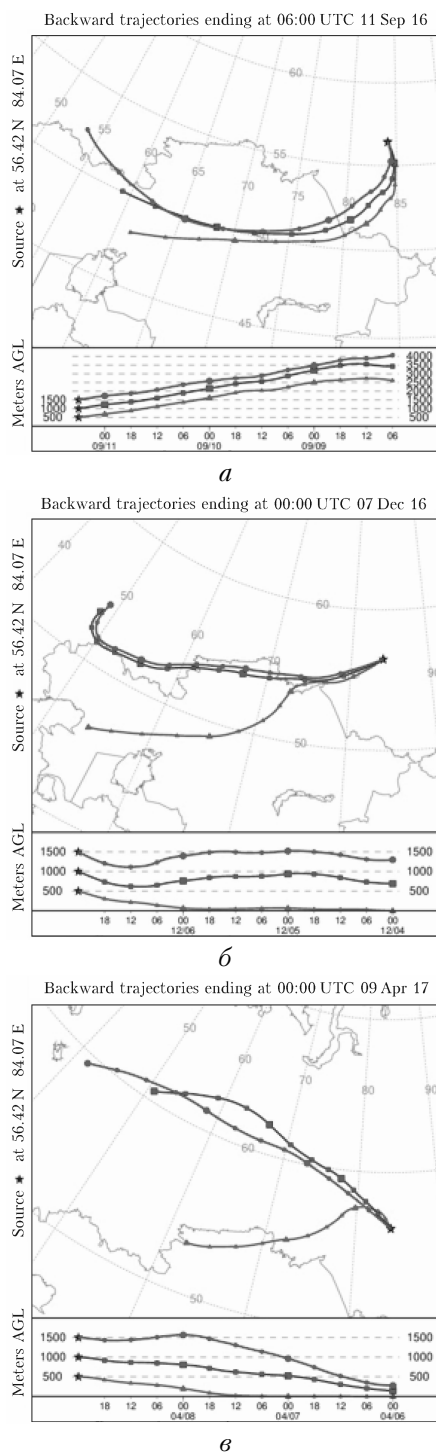 Backward trajectories ending at 06:00 UTC 11 Sep 16
Source ★ at 56.42 N 84.07 E
60
50
55
60
65
55
70
75
80
85
50
45
Meters AGL
1500
1000
500
4000
3500
3000
2500
2000
1500
1000
500
00 18 12 06 00 18 12 06 00 18 12 06
09/11 09/10 09/09
а
Backward trajectories ending at 00:00 UTC 07 Dec 16
Source ★ at 56.42 N 84.07 E
40
50
60
60
70
50
90
Meters AGL
1500 1500
1000 1000
500 500
18 12 06 00 18 12 06 00 18 12 06 00
12/06 12/05 12/04
б
Backward trajectories ending at 00:00 UTC 09 Apr 17
Source ★ at 56.42 N 84.07 E
50
60
70
80
90
60
50
Meters AGL
1500 1500
1000 1000
500 500
18 12 06 00 18 12 06 00 18 12 06 00
04/08 04/07 04/06
в